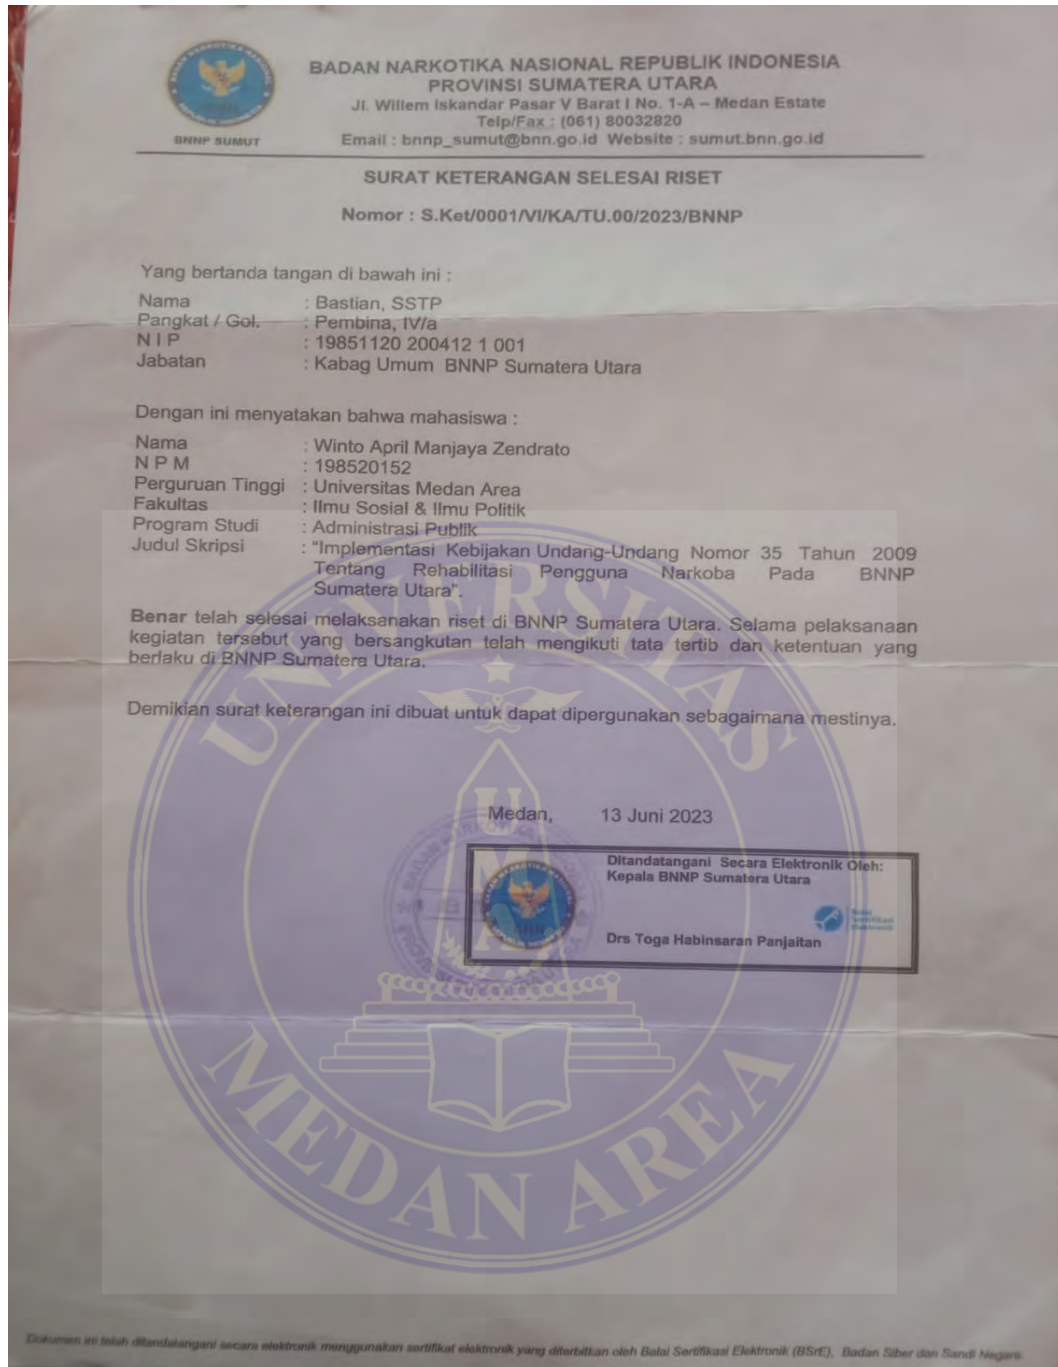 BADAN NARKOTIKA NASIONAL REPUBLIK INDONESIA
PROVINSI SUMATERA UTARA
Jl. Willem Iskandar Pasar V Barat I No. 1-A – Medan Estate
Telp/Fax : (061) 80032820
Email : bnnp_sumut@bnn.go.id Website : sumut.bnn.go.id
BNNP SUMUT
SURAT KETERANGAN SELESAI RISET
Nomor : S.Ket/0001/VI/KA/TU.00/2023/BNNP
Yang bertanda tangan di bawah ini :
Nama : Bastian, SSTP
Pangkat / Gol. : Pembina, IV/a
N I P : 19851120 200412 1 001
Jabatan : Kabag Umum BNNP Sumatera Utara
Dengan ini menyatakan bahwa mahasiswa :
Nama : Winto April Manjaya Zendrato
N P M : 198520152
Perguruan Tinggi : Universitas Medan Area
Fakultas : Ilmu Sosial & Ilmu Politik
Program Studi : Administrasi Publik
Judul Skripsi : "Implementasi Kebijakan Undang-Undang Nomor 35 Tahun 2009
Tentang Rehabilitasi Pengguna Narkoba Pada BNNP
Sumatera Utara".
Benar telah selesai melaksanakan riset di BNNP Sumatera Utara. Selama pelaksanaan
kegiatan tersebut yang bersangkutan telah mengikuti tata tertib dan ketentuan yang
berlaku di BNNP Sumatera Utara.
Demikian surat keterangan ini dibuat untuk dapat dipergunakan sebagaimana mestinya.
Medan, 13 Juni 2023
Ditandatangani Secara Elektronik Oleh:
Kepala BNNP Sumatera Utara
Balai
Sertifikasi
Elektronik
Drs Toga Habinsaran Panjaitan
UNIVERSITAS
UMA
MEDAN AREA
Dokumen ini telah ditandatangani secara elektronik menggunakan sertifikat elektronik yang diterbitkan oleh Balai Sertifikasi Elektronik (BSrE), Badan Siber dan Sandi Negara